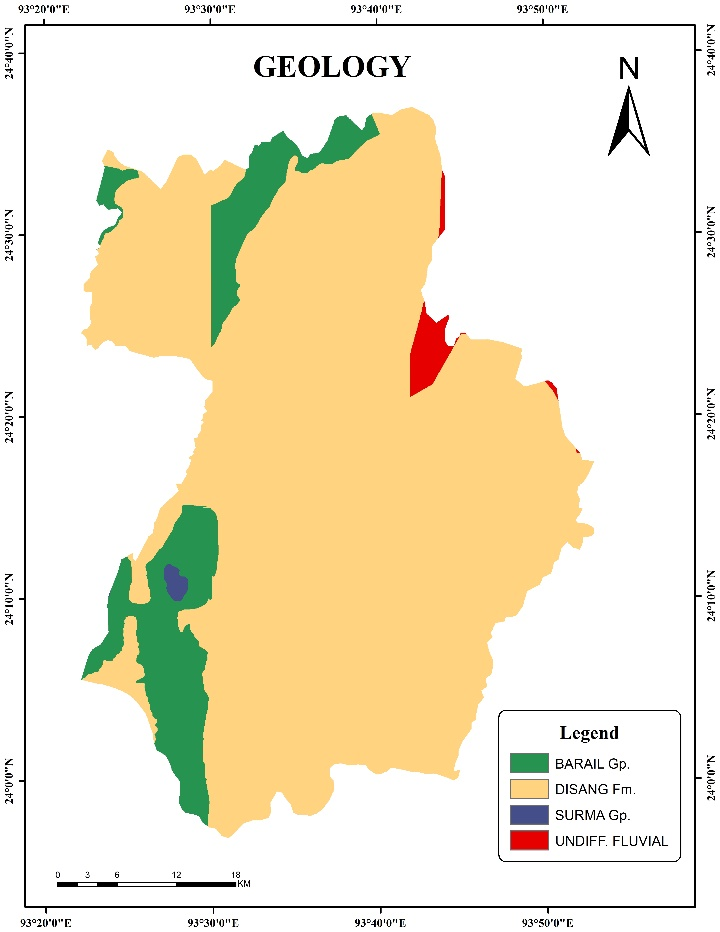 93°20'0"E 93°30'0"E 93°40'0"E 93°50'0"E
GEOLOGY
N
24°40'0"N 24°40'0"N
24°30'0"N 24°30'0"N
24°20'0"N 24°20'0"N
24°10'0"N 24°10'0"N
24°0'0"N 24°0'0"N
Legend
BARAIL Gp.
DISANG Fm.
SURMA Gp.
UNDIFF. FLUVIAL
0 3 6 12 18
KM
93°20'0"E 93°30'0"E 93°40'0"E 93°50'0"E